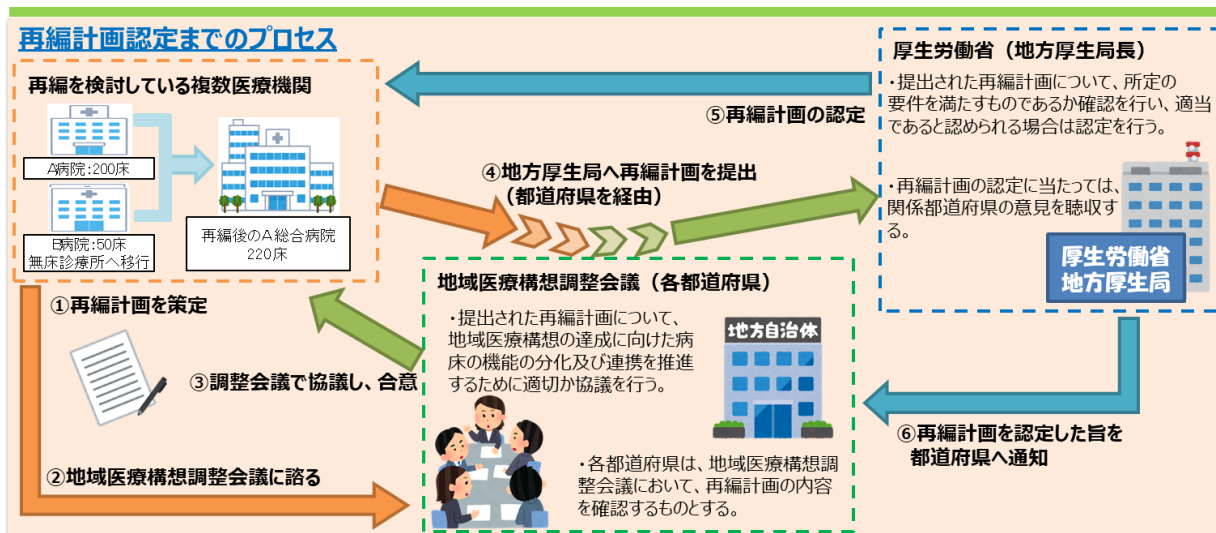 再編計画認定までのプロセス
再編を検討している複数医療機関
A病院:200床
B病院:50床
無床診療所へ移行
再編後のA総合病院
220床
①再編計画を策定
②地域医療構想調整会議に諮る
③調整会議で協議し、合意
④地方厚生局へ再編計画を提出
(都道府県を経由)
⑤再編計画の認定
地域医療構想調整会議(各都道府県)
・提出された再編計画について、
地域医療構想の達成に向けた病
床の機能の分化及び連携を推進
するために適切か協議を行う。
地方自治体
・各都道府県は、地域医療構想調
整会議において、再編計画の内容
を確認するものとする。
厚生労働省(地方厚生局長)
・提出された再編計画について、所定の
要件を満たすものであるか確認を行い、適当
であると認められる場合は認定を行う。
・再編計画の認定に当たっては、
関係都道府県の意見を聴取す
る。
厚生労働省
地方厚生局
⑥再編計画を認定した旨を
都道府県へ通知